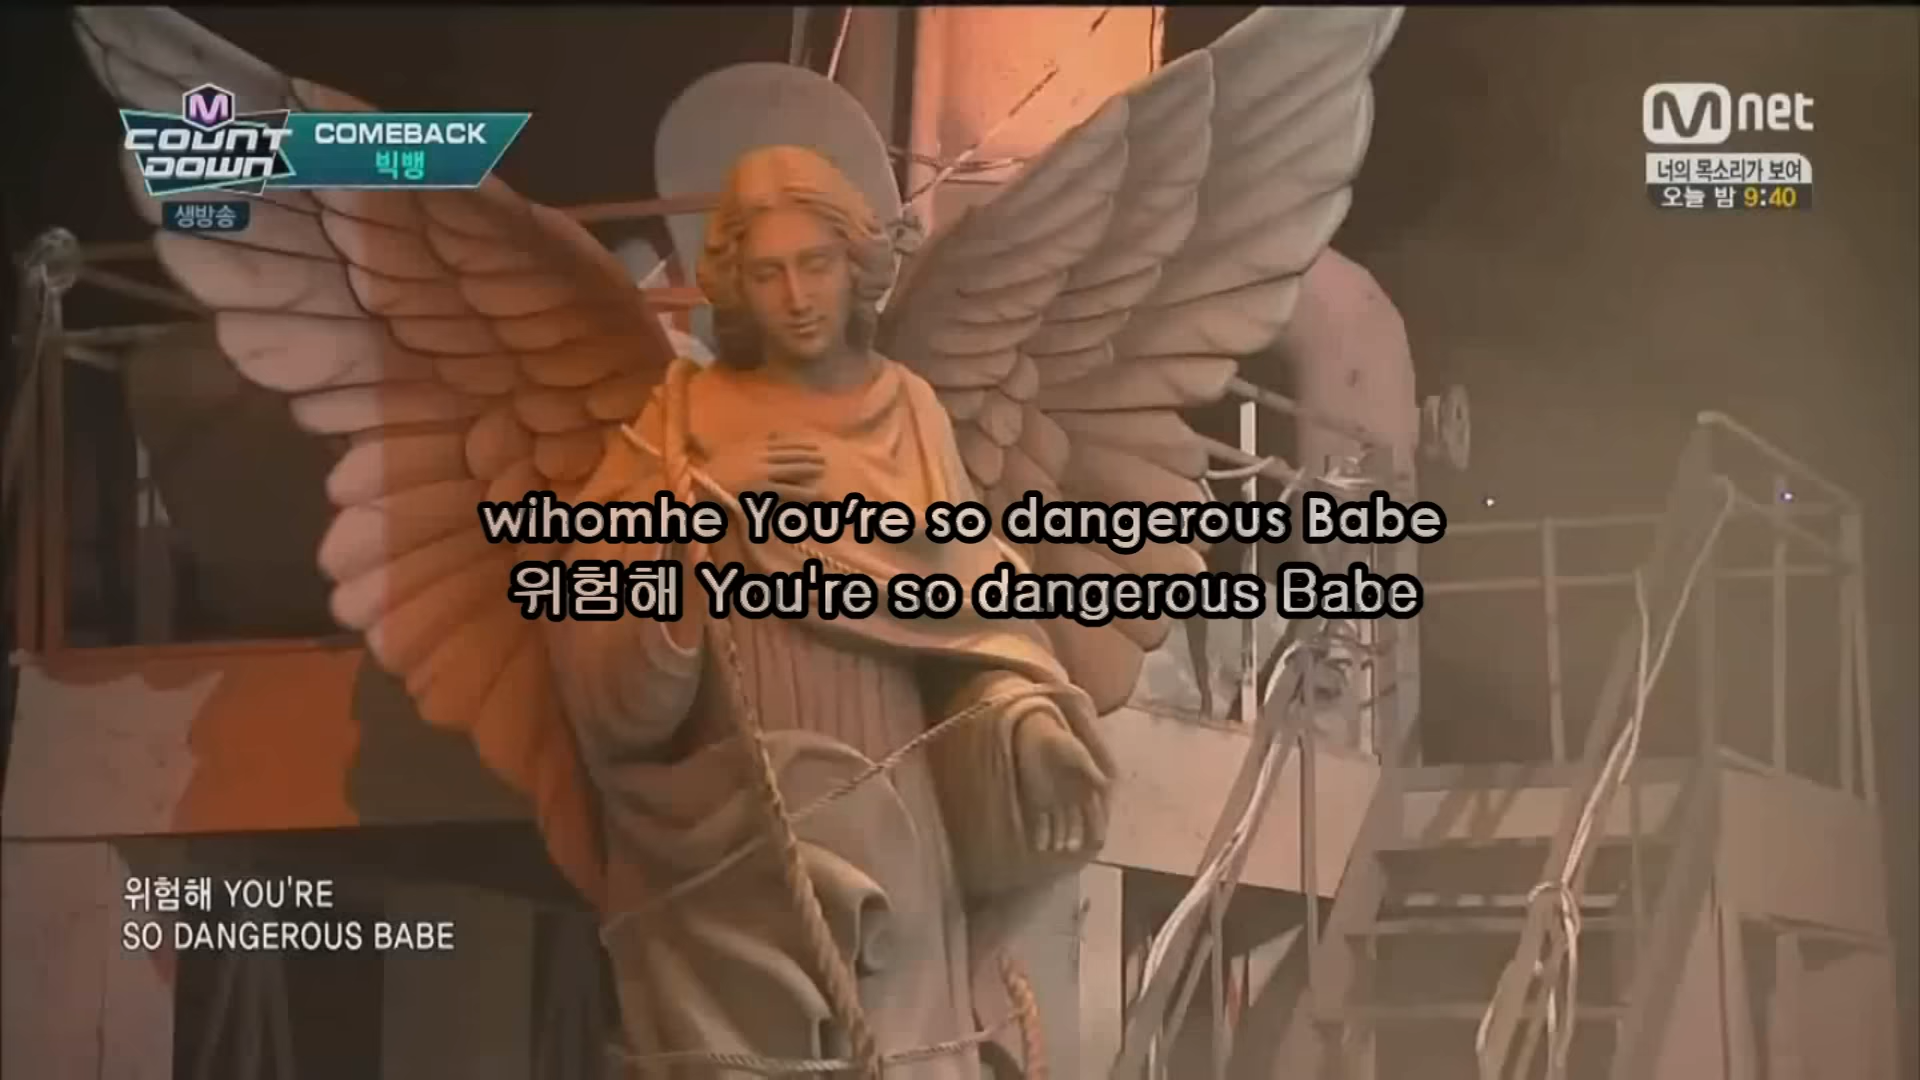 M
COUNT
DOWN
COMEBACK
빅뱅
생방송
Mnet
너의 목소리가 보여
오늘 밤 9:40
wihomhe You’re so dangerous Babe
위험해 You're so dangerous Babe
위험해 YOU'RE
SO DANGEROUS BABE